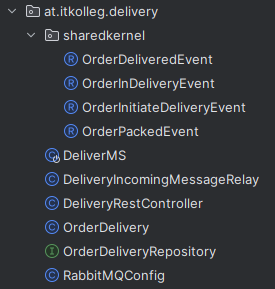 at.itkolleg.delivery
sharedkernel
R OrderDeliveredEvent
R OrderInDeliveryEvent
R OrderInitiateDeliveryEvent
R OrderPackedEvent
C DeliverMS
C DeliveryIncomingMessageRelay
C DeliveryRestController
C OrderDelivery
I OrderDeliveryRepository
C RabbitMQConfig